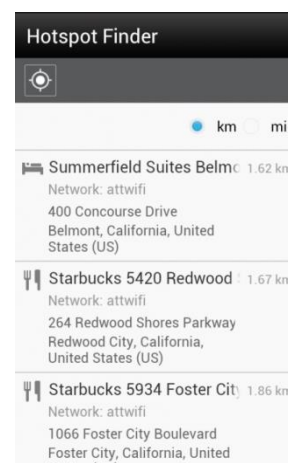 Hotspot Finder
km mi
Summerfield Suites Belmo 1.62 km
Network: attwifi
400 Concourse Drive
Belmont, California, United
States (US)
Starbucks 5420 Redwood 1.67 km
Network: attwifi
264 Redwood Shores Parkway
Redwood City, California,
United States (US)
Starbucks 5934 Foster City 1.86 km
Network: attwifi
1066 Foster City Boulevard
Foster City, California, United